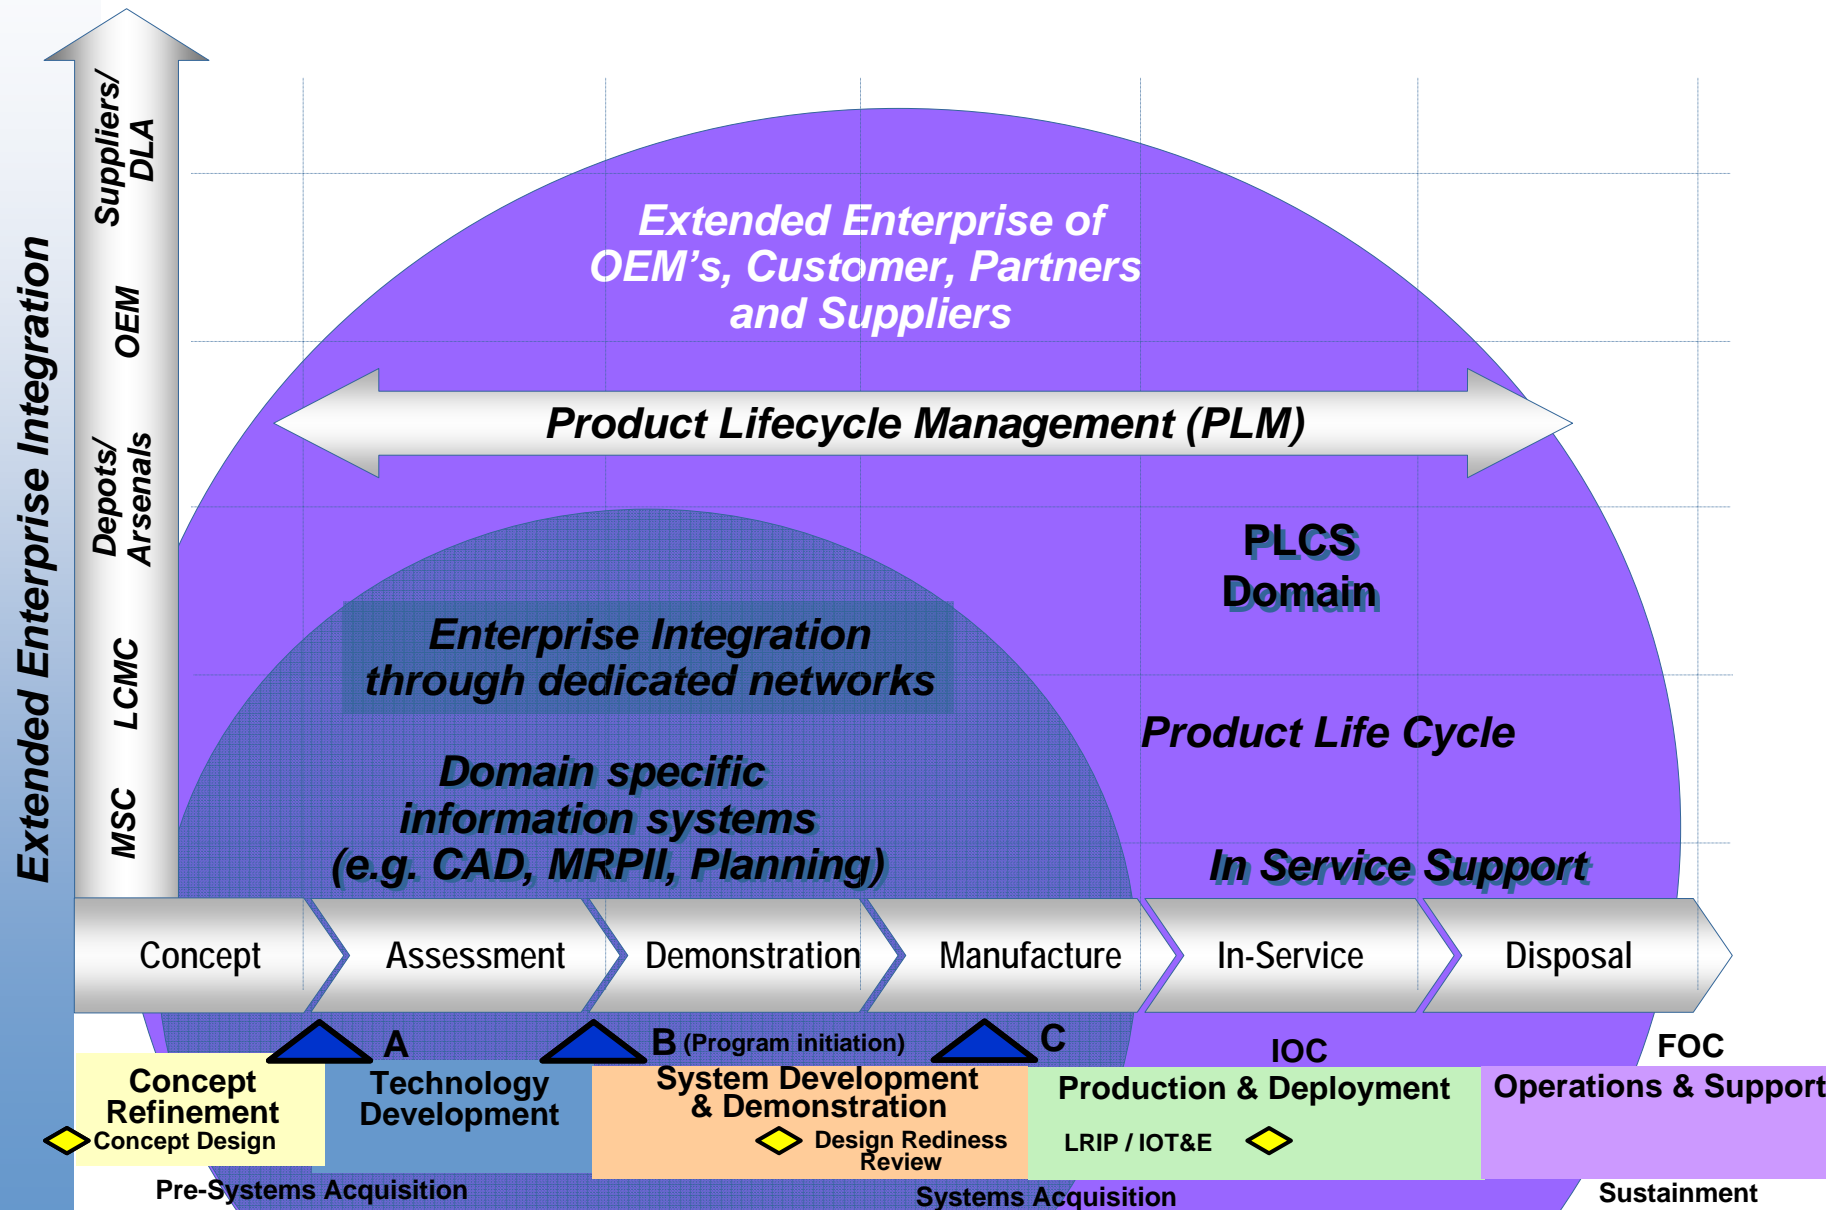 Extended Enterprise Integration
Suppliers/
DLA
OEM
Depots/
Arsenals
LCMC
MSC
Extended Enterprise of
OEM's, Customer, Partners
and Suppliers
Product Lifecycle Management (PLM)
PLCS
Domain
Enterprise Integration
through dedicated networks
Product Life Cycle
Domain specific
information systems
(e.g. CAD, MRPII, Planning)
In Service Support
Concept
Assessment
Demonstration
Manufacture
In-Service
Disposal
A
B (Program initiation)
C
IOC
FOC
Concept
Refinement
Concept Design
Technology
Development
System Development
& Demonstration
Design Rediness
Review
Production & Deployment
LRIP / IOT&E
Operations & Support
Pre-Systems Acquisition
Systems Acquisition
Sustainment